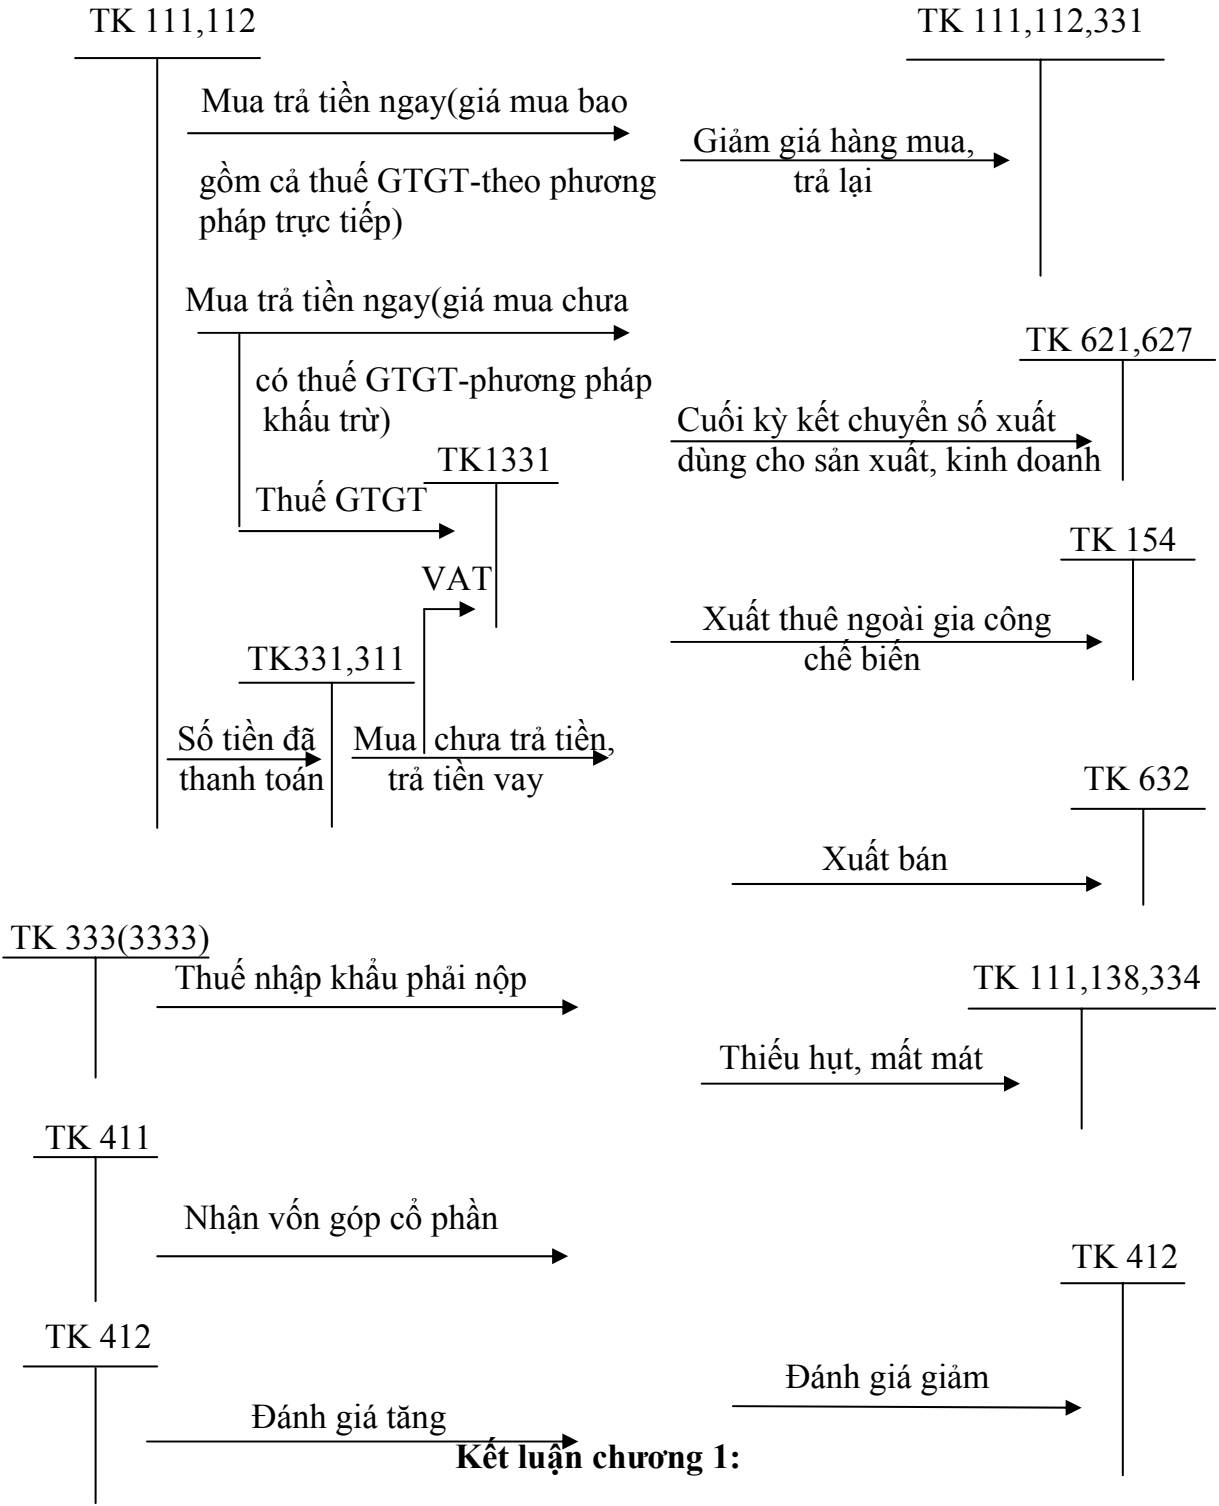 TK 111,112
TK 111,112,331
Mua trả tiền ngay(giá mua bao
gồm cả thuế GTGT-theo phương
pháp trực tiếp)
Giảm giá hàng mua,
trả lại
Mua trả tiền ngay(giá mua chưa
có thuế GTGT-phương pháp
khấu trừ)
TK 621,627
Cuối kỳ kết chuyển số xuất
dùng cho sản xuất, kinh doanh
TK1331
Thuế GTGT
VAT
TK 154
Xuất thuê ngoài gia công
chế biến
TK331,311
Số tiền đã
thanh toán
Mua chưa trả tiền,
trả tiền vay
TK 632
Xuất bán
TK 333(3333)
Thuế nhập khẩu phải nộp
TK 111,138,334
Thiếu hụt, mất mát
TK 411
Nhận vốn góp cổ phần
TK 412
TK 412
Đánh giá giảm
Đánh giá tăng
Kết luận chương 1: